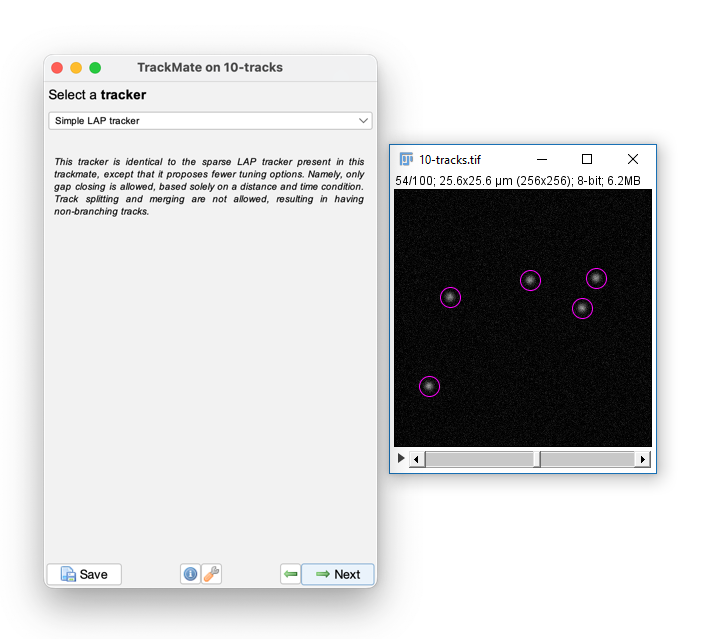 TrackMate on 10-tracks
Select a tracker
Simple LAP tracker
This tracker is identical to the sparse LAP tracker present in this
trackmate, except that it proposes fewer tuning options. Namely, only
gap closing is allowed, based solely on a distance and time condition.
Track splitting and merging are not allowed, resulting in having
non-branching tracks.
Save
Next
10-tracks.tif
54/100; 25.6x25.6 µm (256x256); 8-bit; 6.2MB